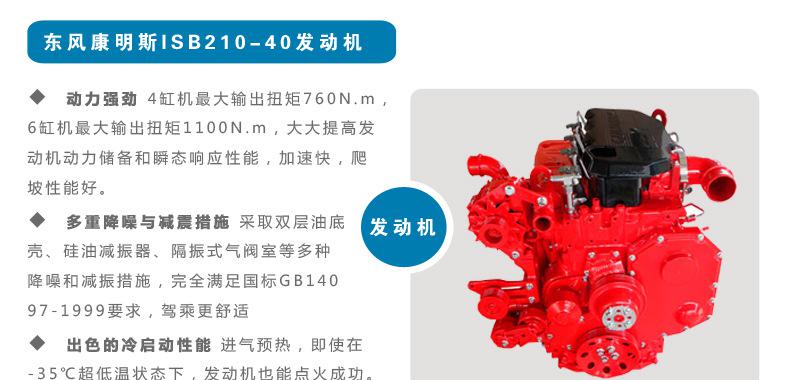 东风康明斯ISB210-40发动机
◆ 动力强劲 4缸机最大输出扭矩760N.m，
6缸机最大输出扭矩1100N.m，大大提高发
动机动力储备和瞬态响应性能，加速快，爬
坡性能好。
◆ 多重降噪与减震措施 采取双层油底
壳、硅油减振器、隔振式气阀室等多种
降噪和减振措施，完全满足国标GB140
97-1999要求，驾乘更舒适
◆ 出色的冷启动性能 进气预热，即使在
-35℃超低温状态下，发动机也能点火成功。
发动机